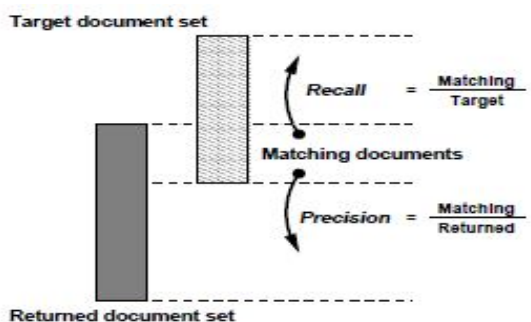 Target document set
Recall = Matching
Target
Matching documents
Precision = Matching
Returned
Returned document set